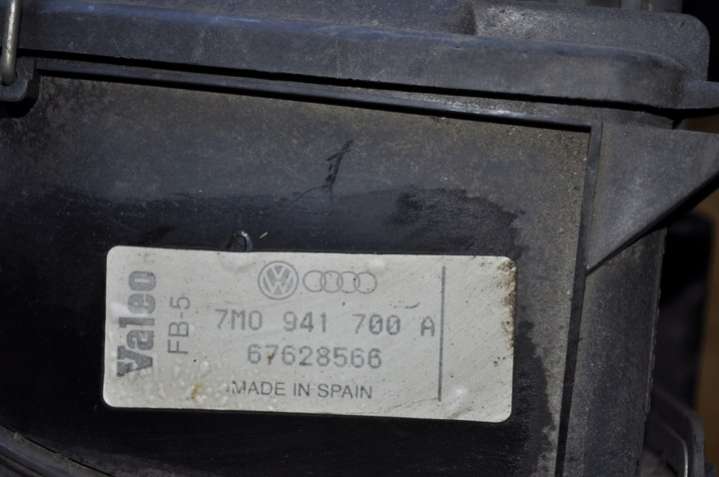 Valeo
FB-5
7M0 941 700 A
67628566
MADE IN SPAIN